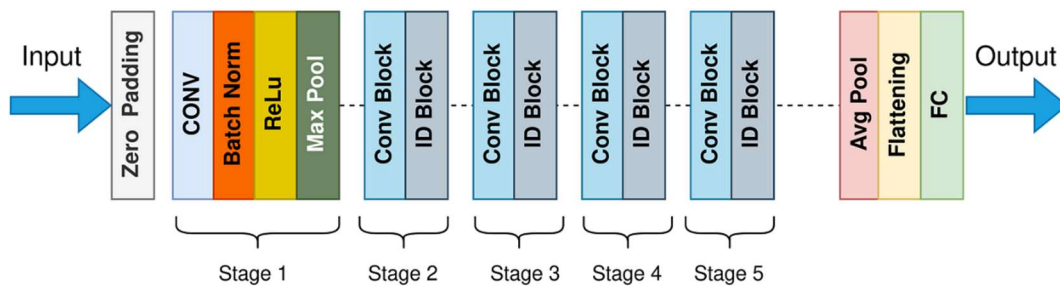 Input
Zero Padding
CONV
Batch Norm
ReLu
Max Pool
Conv Block
ID Block
Conv Block
ID Block
Conv Block
ID Block
Conv Block
ID Block
Avg Pool
Flattening
FC
Output
Stage 1
Stage 2
Stage 3
Stage 4
Stage 5